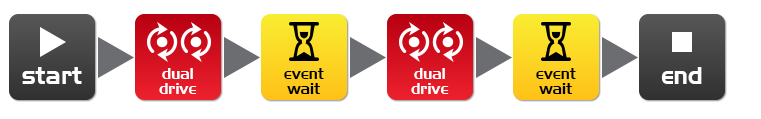 start
dual
drive
event
wait
dual
drive
event
wait
end